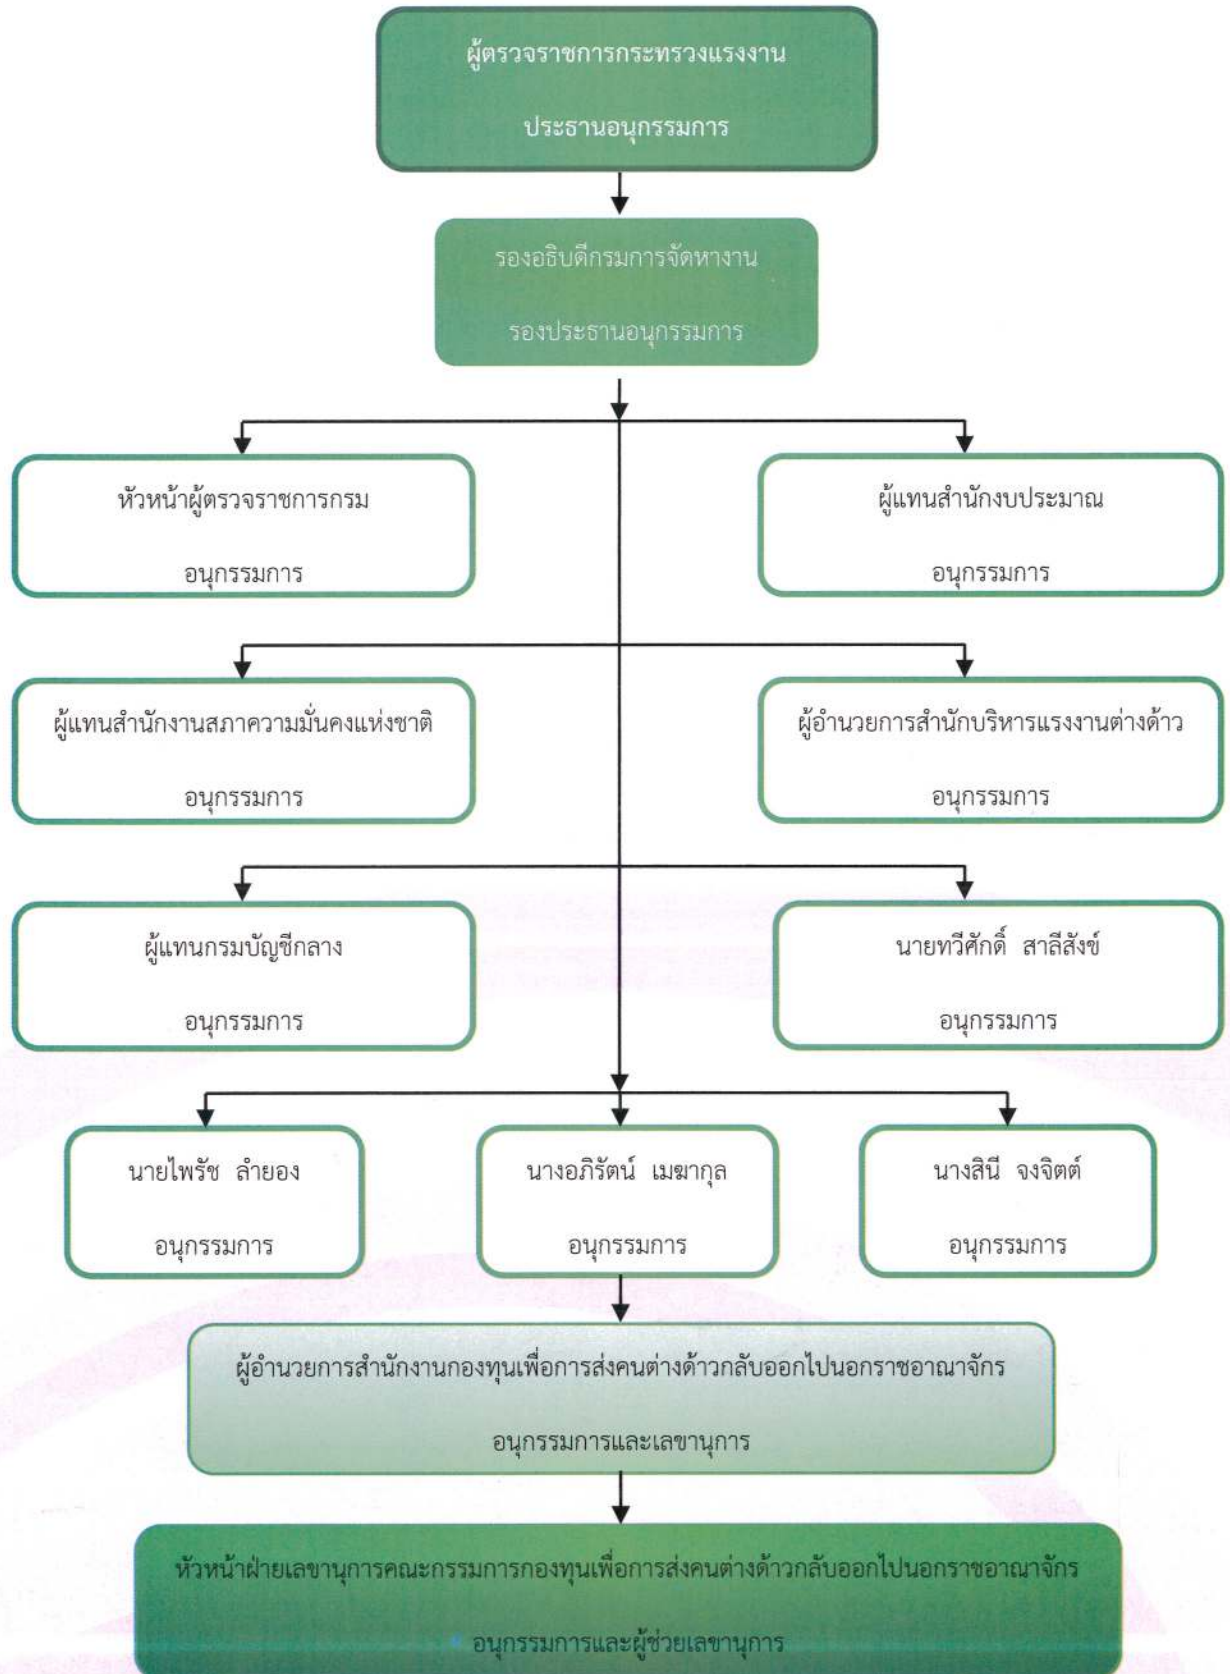 ผู้ตรวจราชการกระทรวงแรงงาน
ประธานอนุกรรมการ
รองอธิบดีกรมการจัดหางาน
รองประธานอนุกรรมการ
หัวหน้าผู้ตรวจราชการกรม
อนุกรรมการ
ผู้แทนสำนักงบประมาณ
อนุกรรมการ
ผู้แทนสำนักงานสภาความมั่นคงแห่งชาติ
อนุกรรมการ
ผู้อำนวยการสำนักบริหารแรงงานต่างด้าว
อนุกรรมการ
ผู้แทนกรมบัญชีกลาง
อนุกรรมการ
นายทวีศักดิ์ สาลีสังข์
อนุกรรมการ
นายไพรัช ลำยอง
อนุกรรมการ
นางอภิรัตน์ เมฆากุล
อนุกรรมการ
นางสินี จงจิตต์
อนุกรรมการ
ผู้อำนวยการสำนักงานกองทุนเพื่อการส่งคนต่างด้าวกลับออกไปนอกราชอาณาจักร
อนุกรรมการและเลขานุการ
หัวหน้าฝ่ายเลขานุการคณะกรรมการกองทุนเพื่อการส่งคนต่างด้าวกลับออกไปนอกราชอาณาจักร
อนุกรรมการและผู้ช่วยเลขานุการ